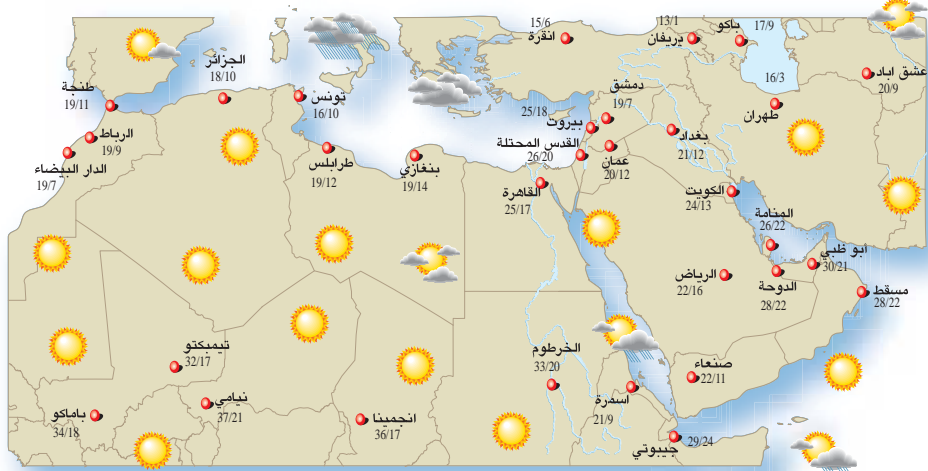 17/9
باكو
13/1
يريفان
15/6
انقرة
عشق اباد
20/9
16/3
طهران
الجزائر
18/10
طنجة
19/11
تونس
16/10
دمشق
19/7
25/18
بيروت
بغداد
21/12
الرباط
19/9
القدس المحتلة
26/20
عمان
20/12
الدار البيضاء
19/7
طرابلس
19/12
بنغازي
19/14
القاهرة
25/17
الكويت
24/13
المنامة
26/22
أبو ظبي
30/21
الرياض
22/16
الدوحة
28/22
مسقط
28/22
تيمبكتو
32/17
الخرطوم
33/20
صنعاء
22/11
اسمرة
21/9
نيامي
37/21
باماكو
34/18
انجمينا
36/17
جيبوتي
29/24